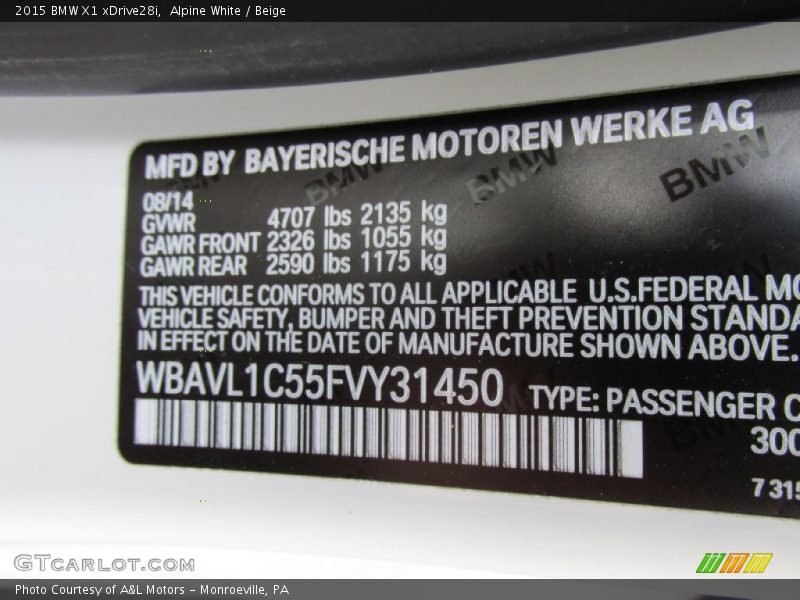 2015 BMW X1 xDrive28i, Alpine White / Beige
MFD BY BAYERISCHE MOTOREN WERKE AG
08/14
GVWR 4707 lbs 2135 kg
GAWR FRONT 2326 lbs 1055 kg
GAWR REAR 2590 lbs 1175 kg
THIS VEHICLE CONFORMS TO ALL APPLICABLE U.S.FEDERAL MO
VEHICLE SAFETY, BUMPER AND THEFT PREVENTION STANDA
IN EFFECT ON THE DATE OF MANUFACTURE SHOWN ABOVE.
WBAVL1C55FVY31450 TYPE: PASSENGER C
300
7 315
GTCARLOT.COM
Photo Courtesy of A&L Motors - Monroeville, PA